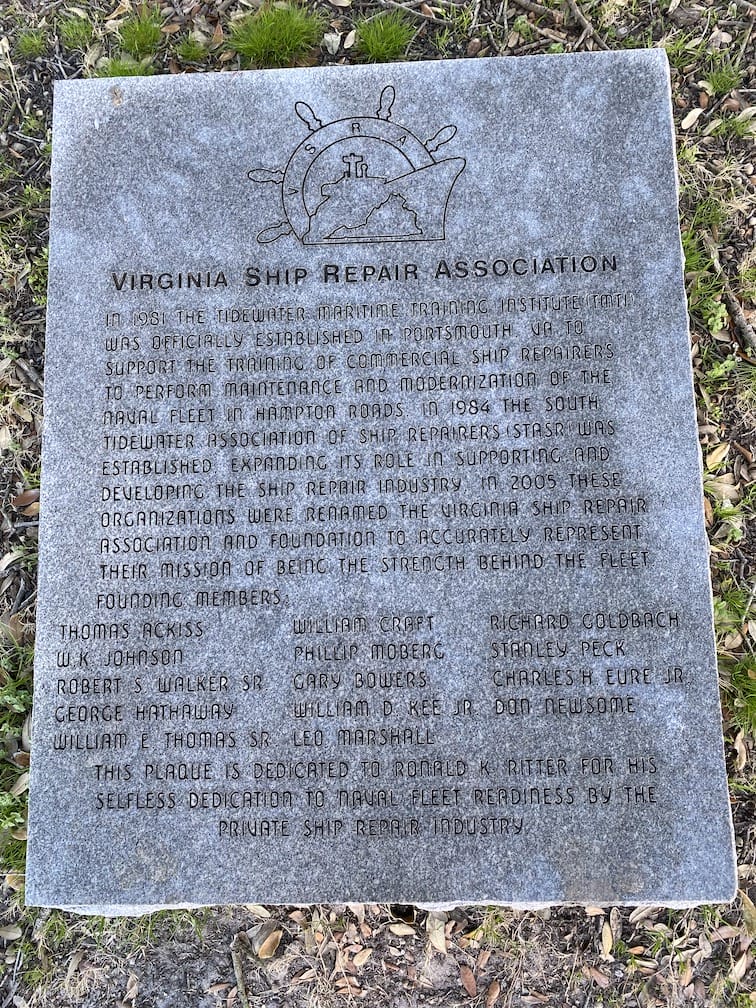 VSRA
VIRGINIA SHIP REPAIR ASSOCIATION
IN 1981 THE TIDEWATER MARITIME TRAINING INSTITUTE (TMTI)
WAS OFFICIALLY ESTABLISHED IN PORTSMOUTH, VA TO
SUPPORT THE TRAINING OF COMMERCIAL SHIP REPAIRERS
TO PERFORM MAINTENANCE AND MODERNIZATION OF THE
NAVAL FLEET IN HAMPTON ROADS. IN 1984 THE SOUTH
TIDEWATER ASSOCIATION OF SHIP REPAIRERS (STASR) WAS
ESTABLISHED, EXPANDING ITS ROLE IN SUPPORTING AND
DEVELOPING THE SHIP REPAIR INDUSTRY. IN 2005 THESE
ORGANIZATIONS WERE RENAMED THE VIRGINIA SHIP REPAIR
ASSOCIATION AND FOUNDATION TO ACCURATELY REPRESENT
THEIR MISSION OF BEING THE STRENGTH BEHIND THE FLEET.
FOUNDING MEMBERS:
THOMAS ACKISS WILLIAM CRAFT RICHARD GOLDBACH
W.K. JOHNSON PHILLIP MOBERG STANLEY PECK
ROBERT S. WALKER SR. GARY BOWERS CHARLES H. EURE JR.
GEORGE HATHAWAY WILLIAM D. KEE JR. DON NEWSOME
WILLIAM E. THOMAS SR. LEO MARSHALL
THIS PLAQUE IS DEDICATED TO RONALD K. RITTER FOR HIS
SELFLESS DEDICATION TO NAVAL FLEET READINESS BY THE
PRIVATE SHIP REPAIR INDUSTRY.